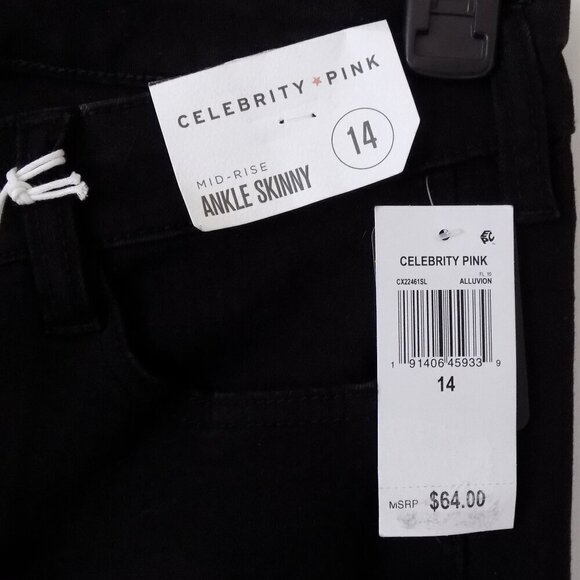 CELEBRITY PINK
14
MID-RISE
ANKLE SKINNY
CELEBRITY PINK
FL 10
CX22461SL ALLUVION
1 91406 45933 9
14
MSRP $64.00